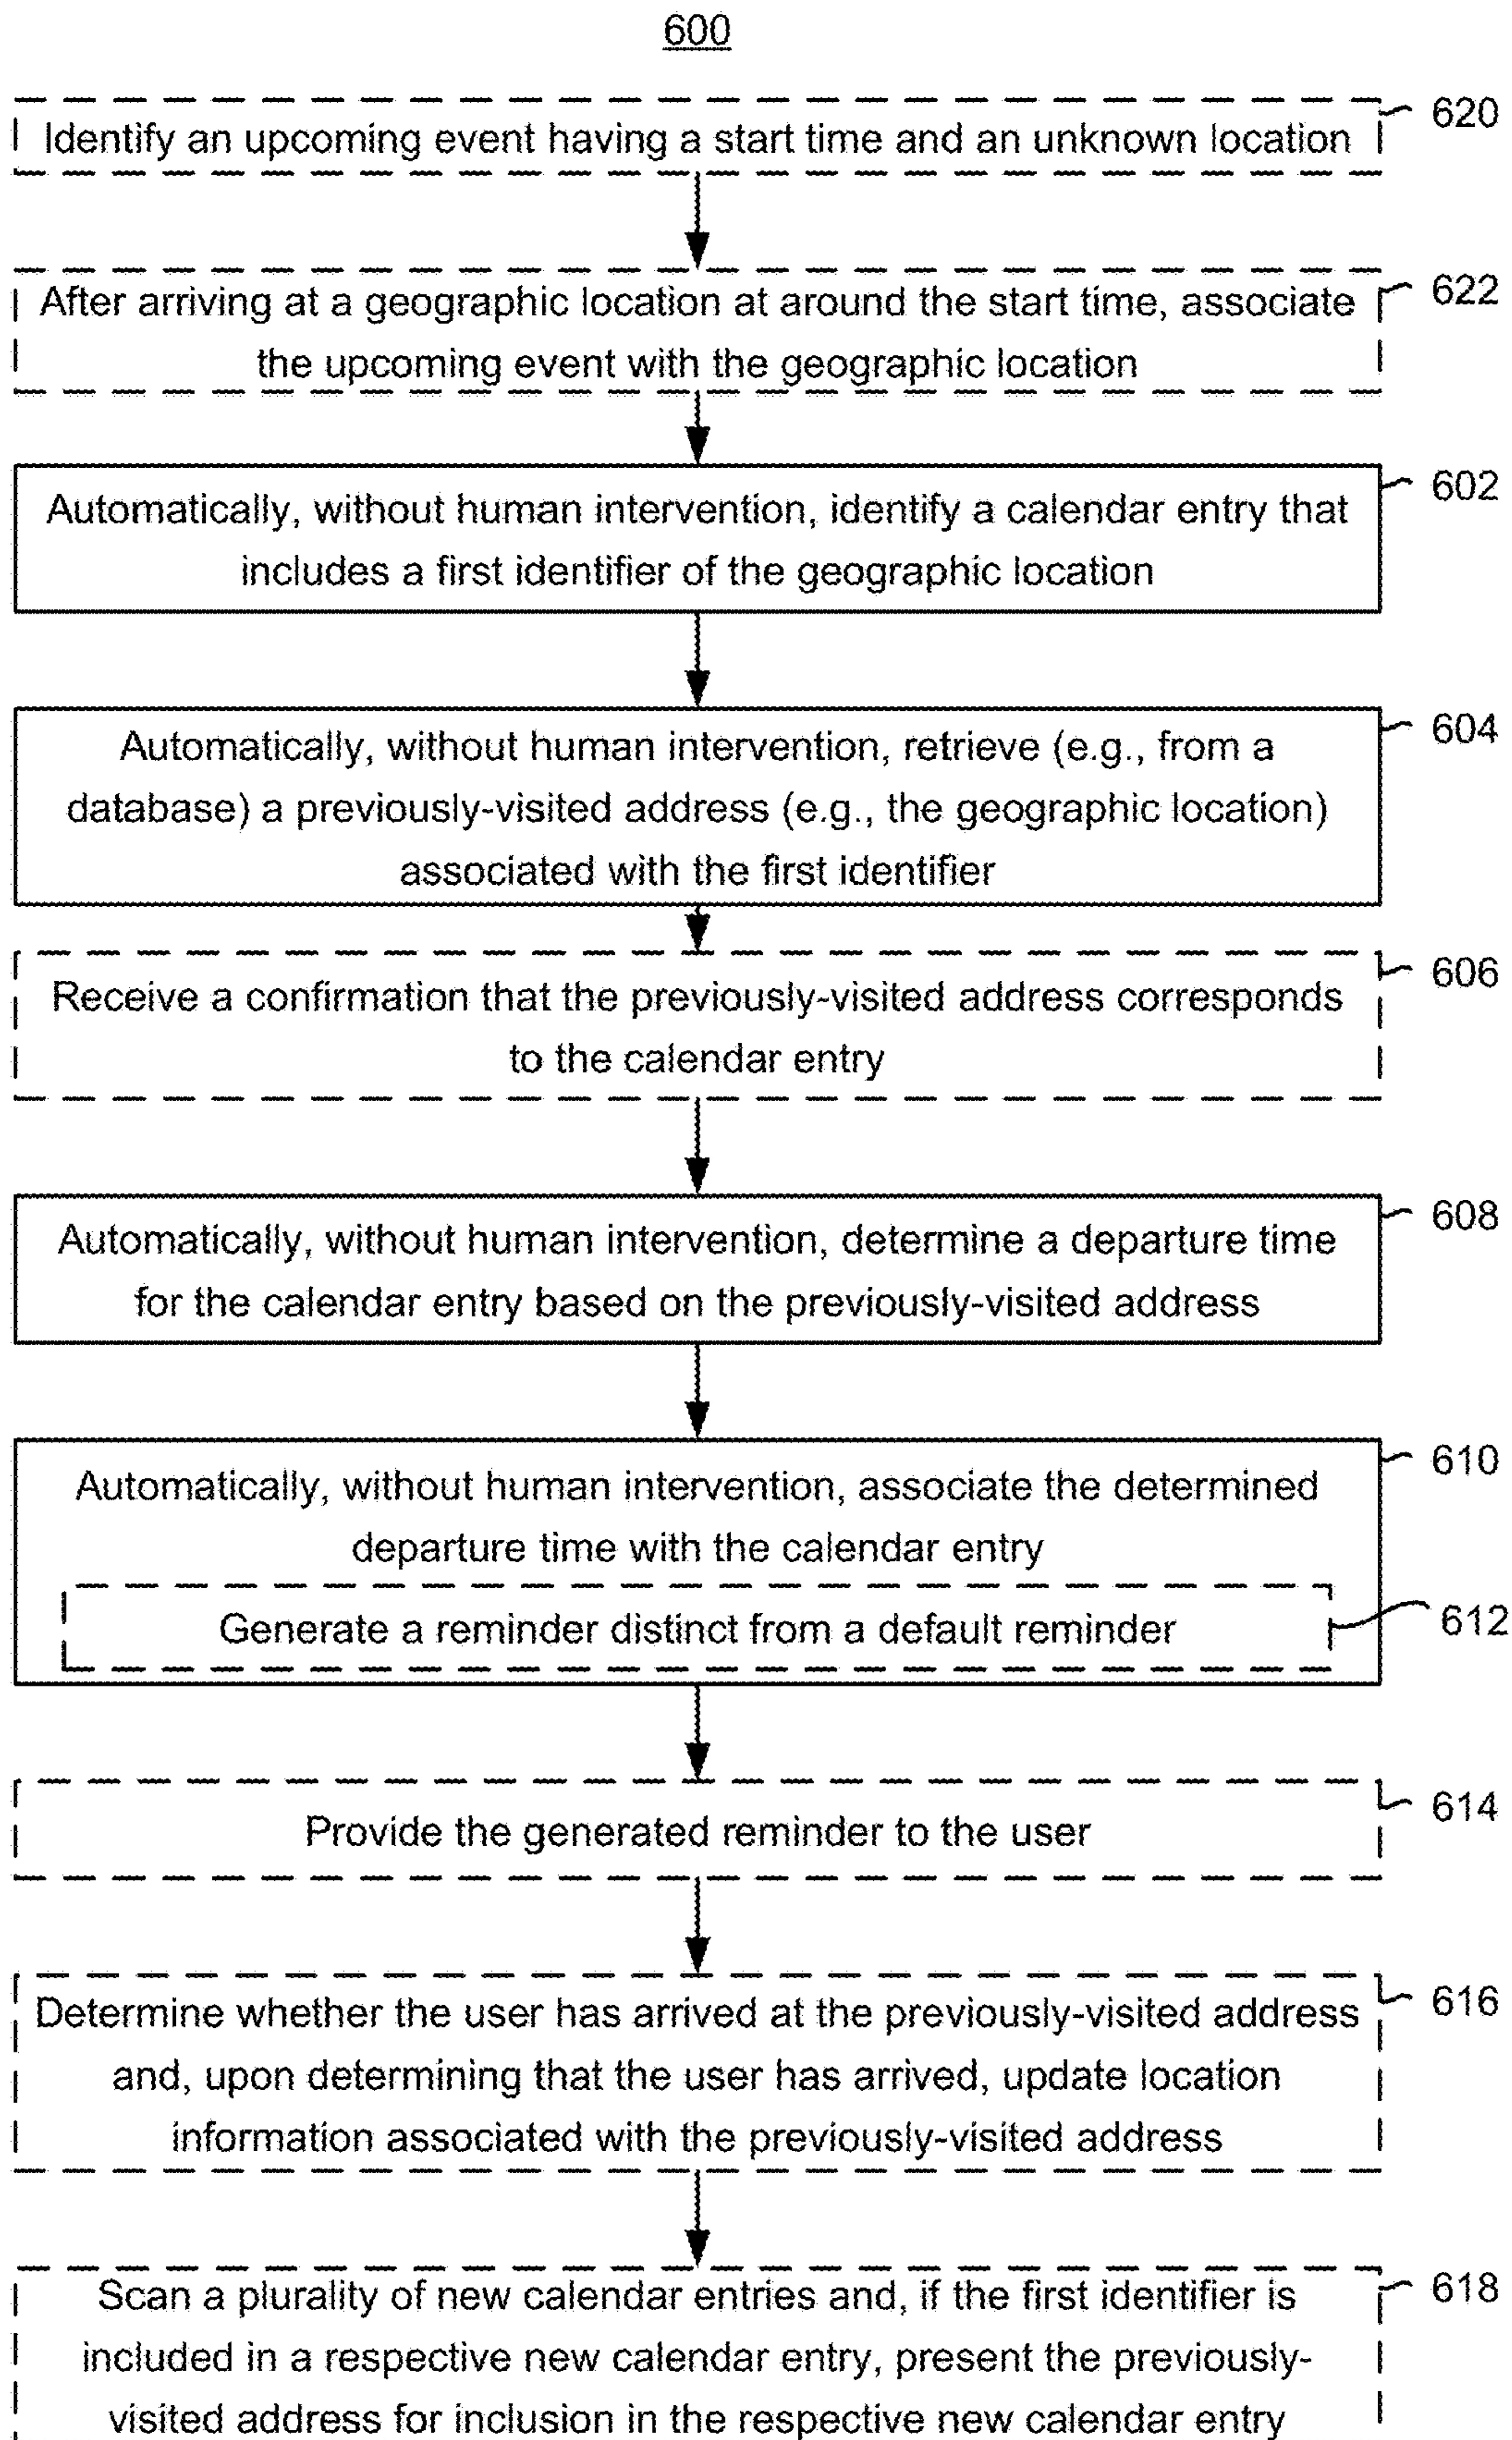 600
620
Identify an upcoming event having a start time and an unknown location
622
After arriving at a geographic location at around the start time, associate
the upcoming event with the geographic location
602
Automatically, without human intervention, identify a calendar entry that
includes a first identifier of the geographic location
604
Automatically, without human intervention, retrieve (e.g., from a
database) a previously-visited address (e.g., the geographic location)
associated with the first identifier
606
Receive a confirmation that the previously-visited address corresponds
to the calendar entry
608
Automatically, without human intervention, determine a departure time
for the calendar entry based on the previously-visited address
610
Automatically, without human intervention, associate the determined
departure time with the calendar entry
Generate a reminder distinct from a default reminder
612
614
Provide the generated reminder to the user
616
Determine whether the user has arrived at the previously-visited address
and, upon determining that the user has arrived, update location
information associated with the previously-visited address
618
Scan a plurality of new calendar entries and, if the first identifier is
included in a respective new calendar entry, present the previously-
visited address for inclusion in the respective new calendar entry